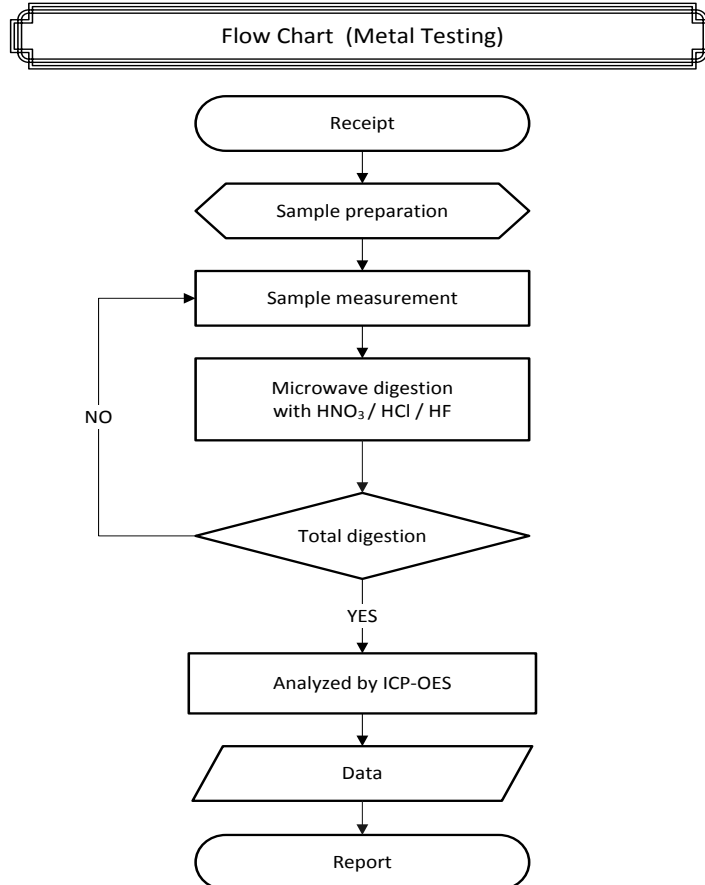 Flow Chart (Metal Testing)
Receipt
Sample preparation
Sample measurement
Microwave digestion
with HNO₃ / HCl / HF
NO
Total digestion
YES
Analyzed by ICP-OES
Data
Report